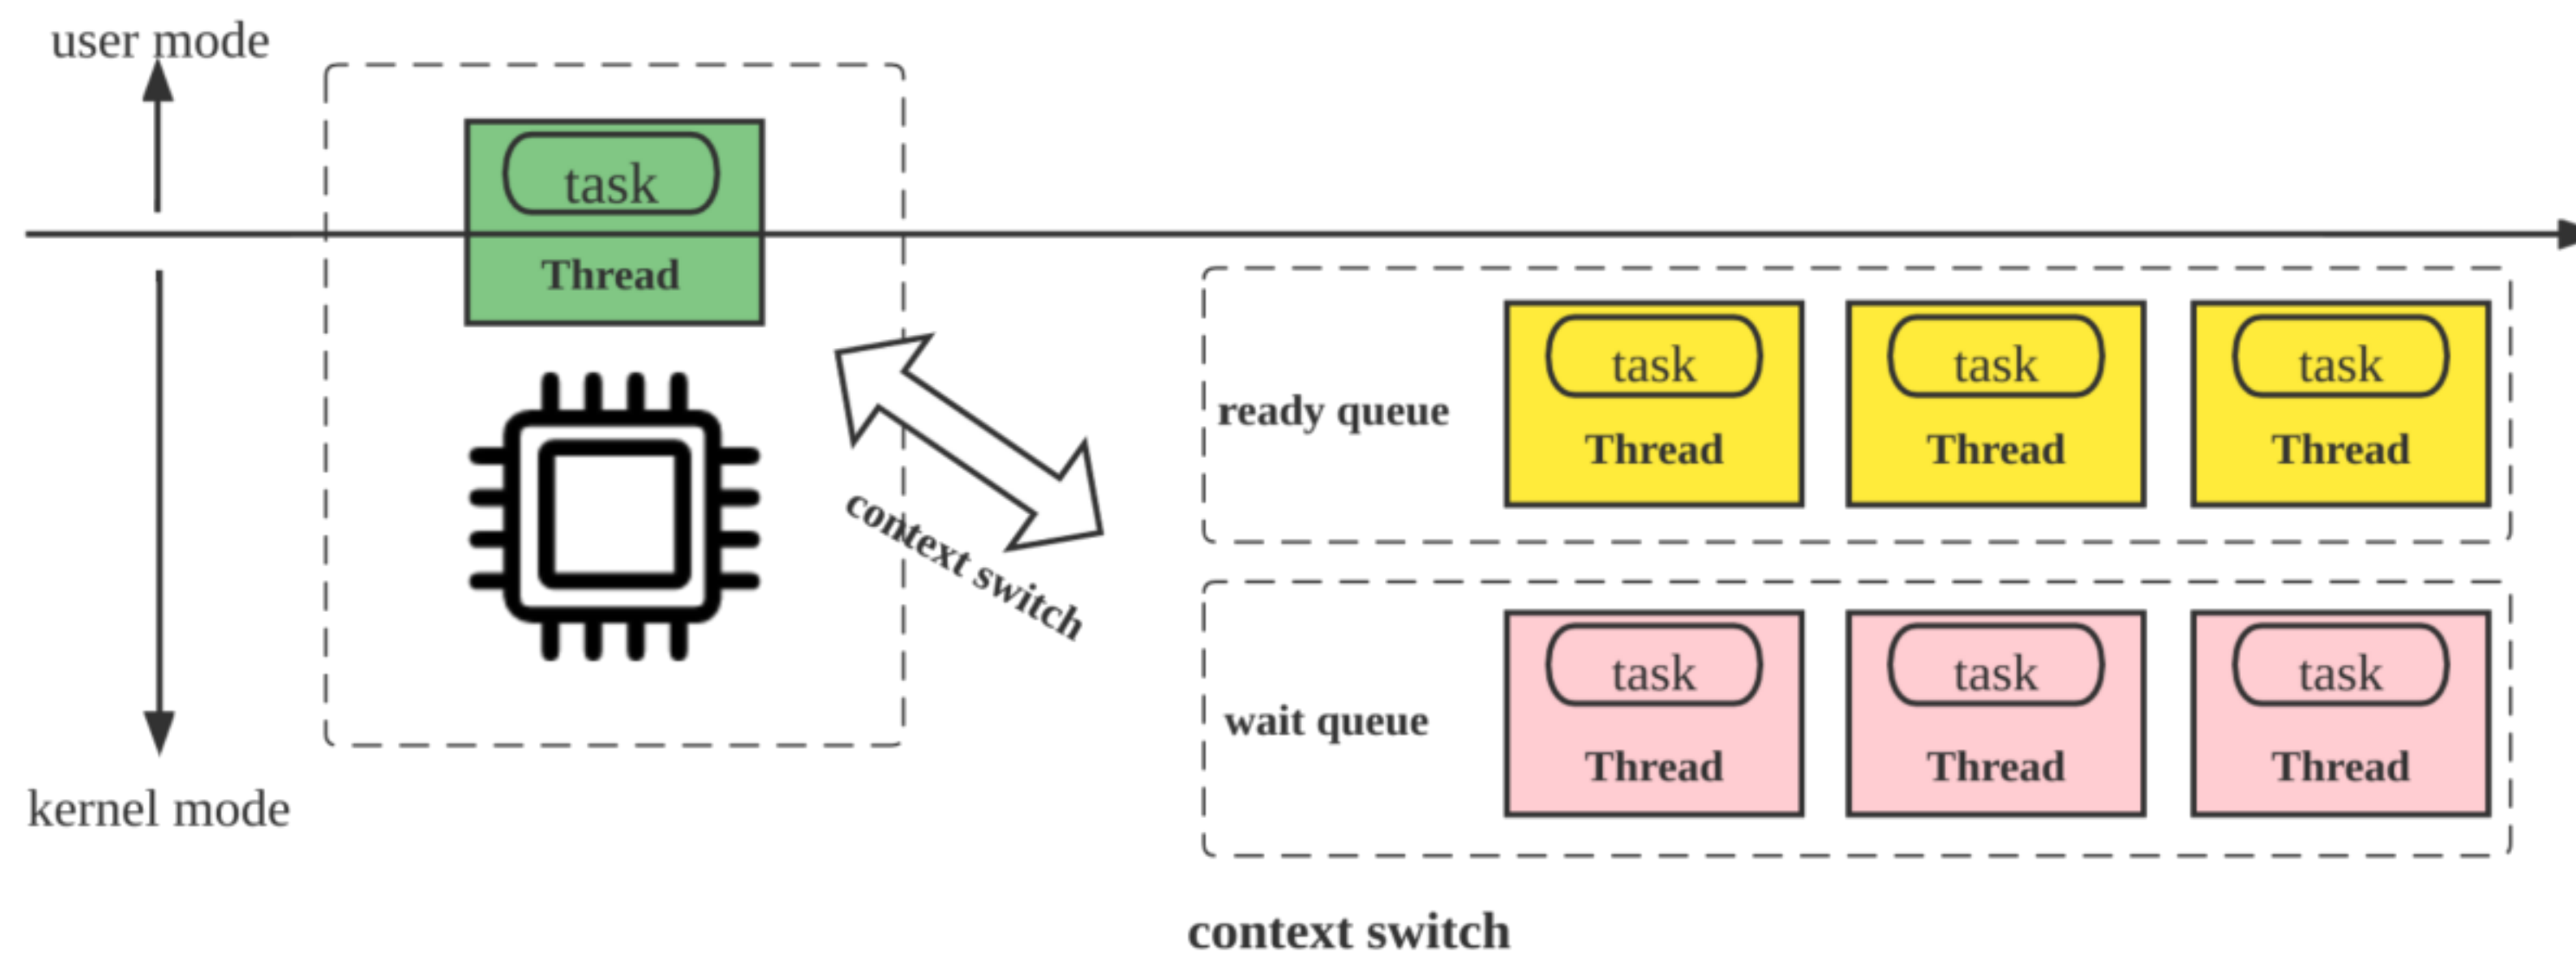 user mode
task
Thread
context switch
ready queue
task
Thread
task
Thread
task
Thread
wait queue
task
Thread
task
Thread
task
Thread
kernel mode
context switch